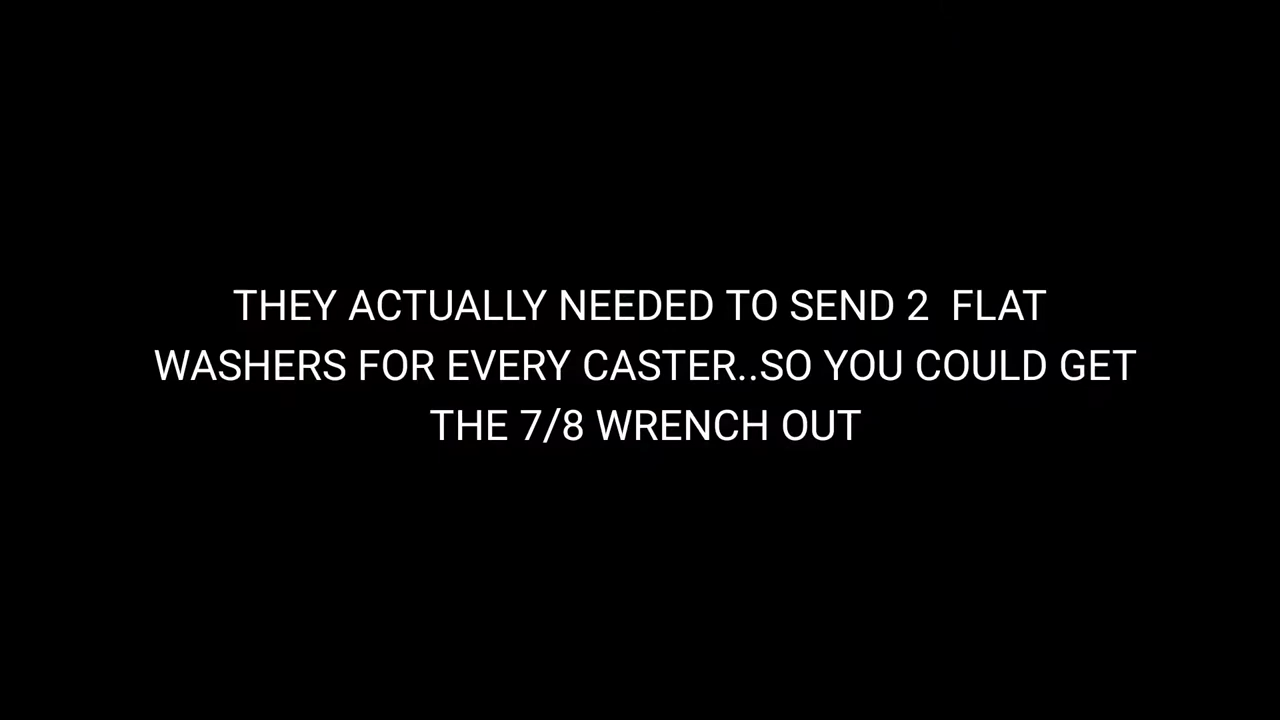 THEY ACTUALLY NEEDED TO SEND 2  FLAT
WASHERS FOR EVERY CASTER..SO YOU COULD GET
THE 7/8 WRENCH OUT